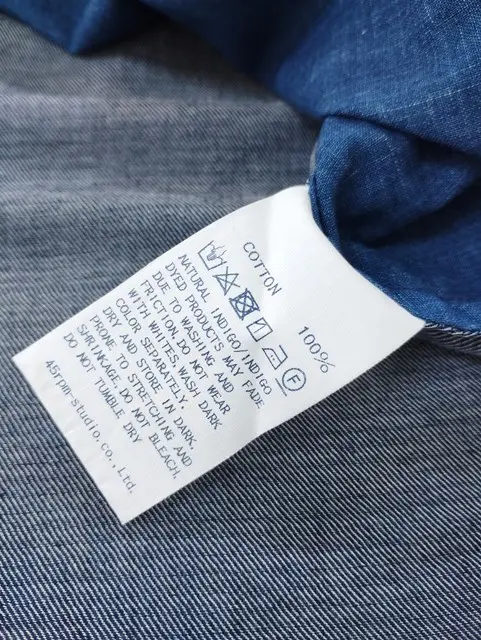 COTTON 100%
NATURAL INDIGO/INDIGO
DYED PRODUCTS MAY FADE
DUE TO WASHING AND
FRICTION.DO NOT WEAR
WITH WHITES.WASH DARK
COLOR SEPARATELY.
DRY AND STORE IN DARK.
PRONE TO STRETCHING AND
SHRINKAGE.DO NOT BLEACH.
DO NOT TUMBLE DRY
45rpm-studio,co.,Ltd.